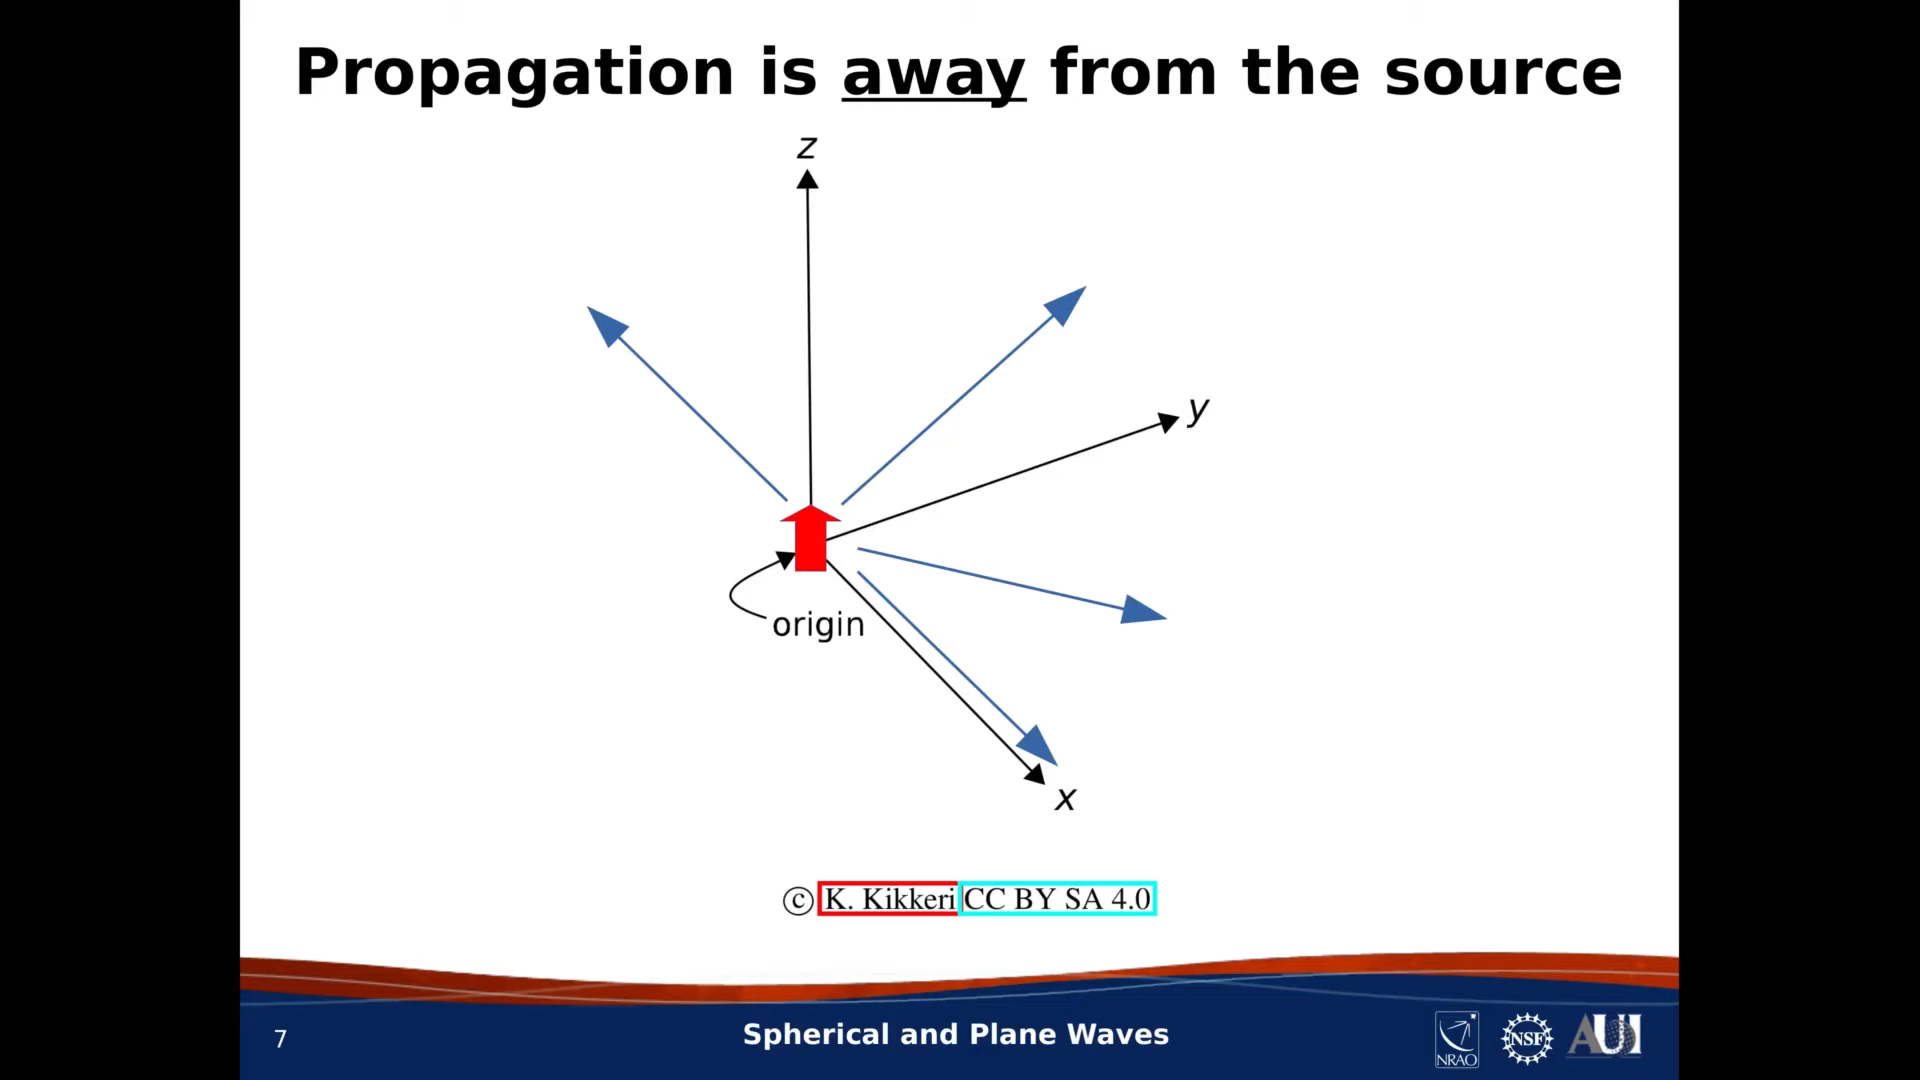 Propagation is away from the source
z
y
origin
x
© K. Kikkeri CC BY SA 4.0
7
Spherical and Plane Waves
NRAO
NSF
AUI